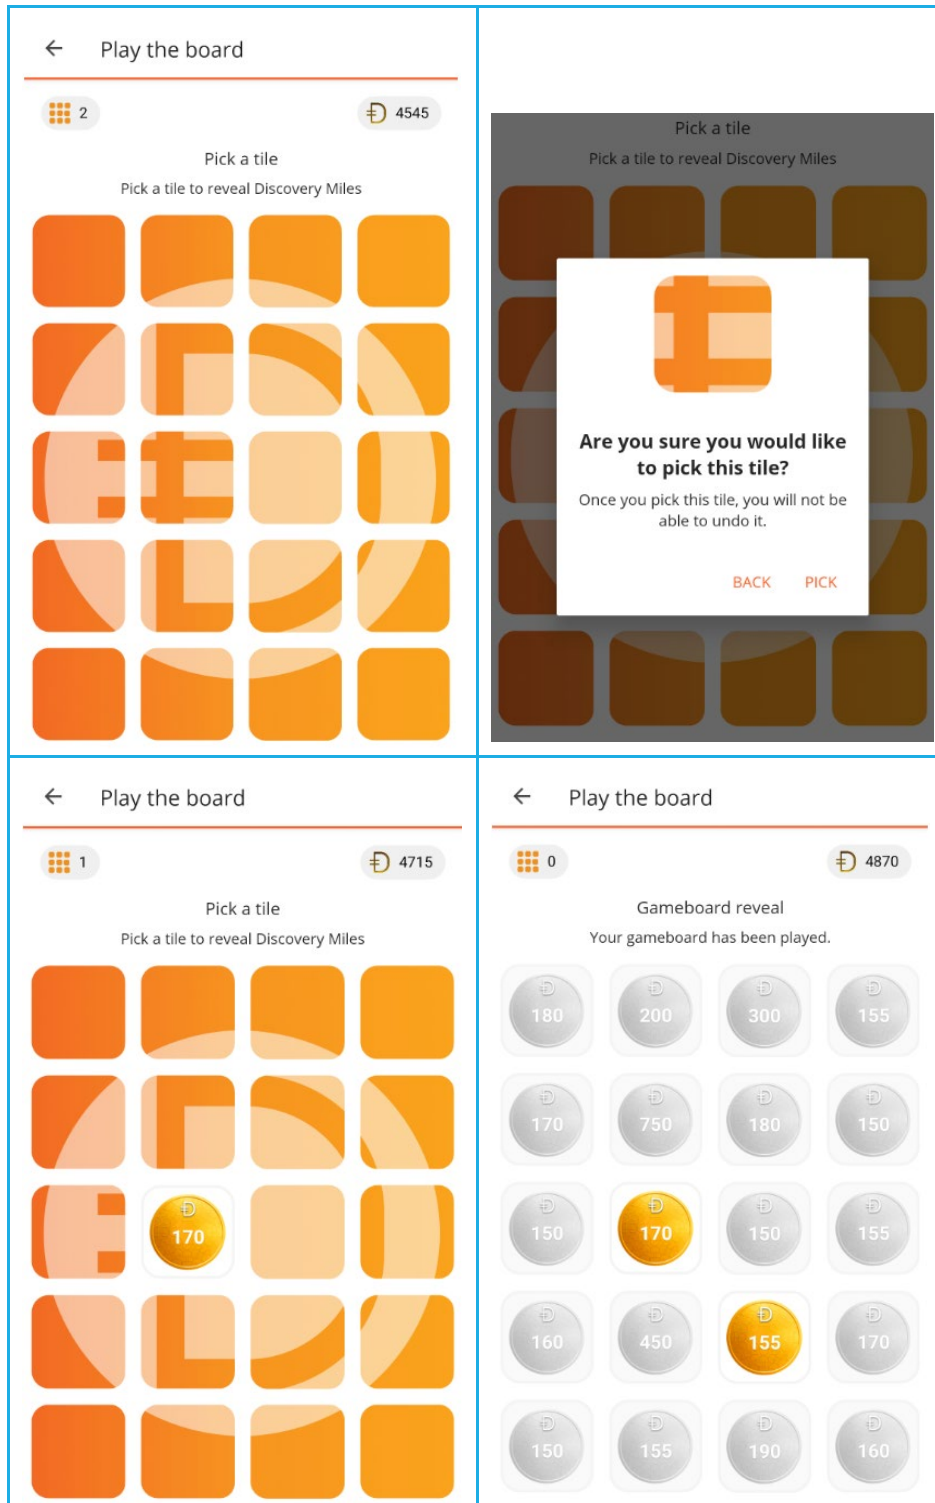 Play the board
2
4545
Pick a tile
Pick a tile to reveal Discovery Miles
Pick a tile
Pick a tile to reveal Discovery Miles
Are you sure you would like
to pick this tile?
Once you pick this tile, you will not be
able to undo it.
BACK PICK
Play the board
1
4715
Pick a tile
Pick a tile to reveal Discovery Miles
170
Play the board
0
4870
Gameboard reveal
Your gameboard has been played.
180 200 300 155
170 750 180 150
150 170 150 155
160 450 155 170
150 155 190 160